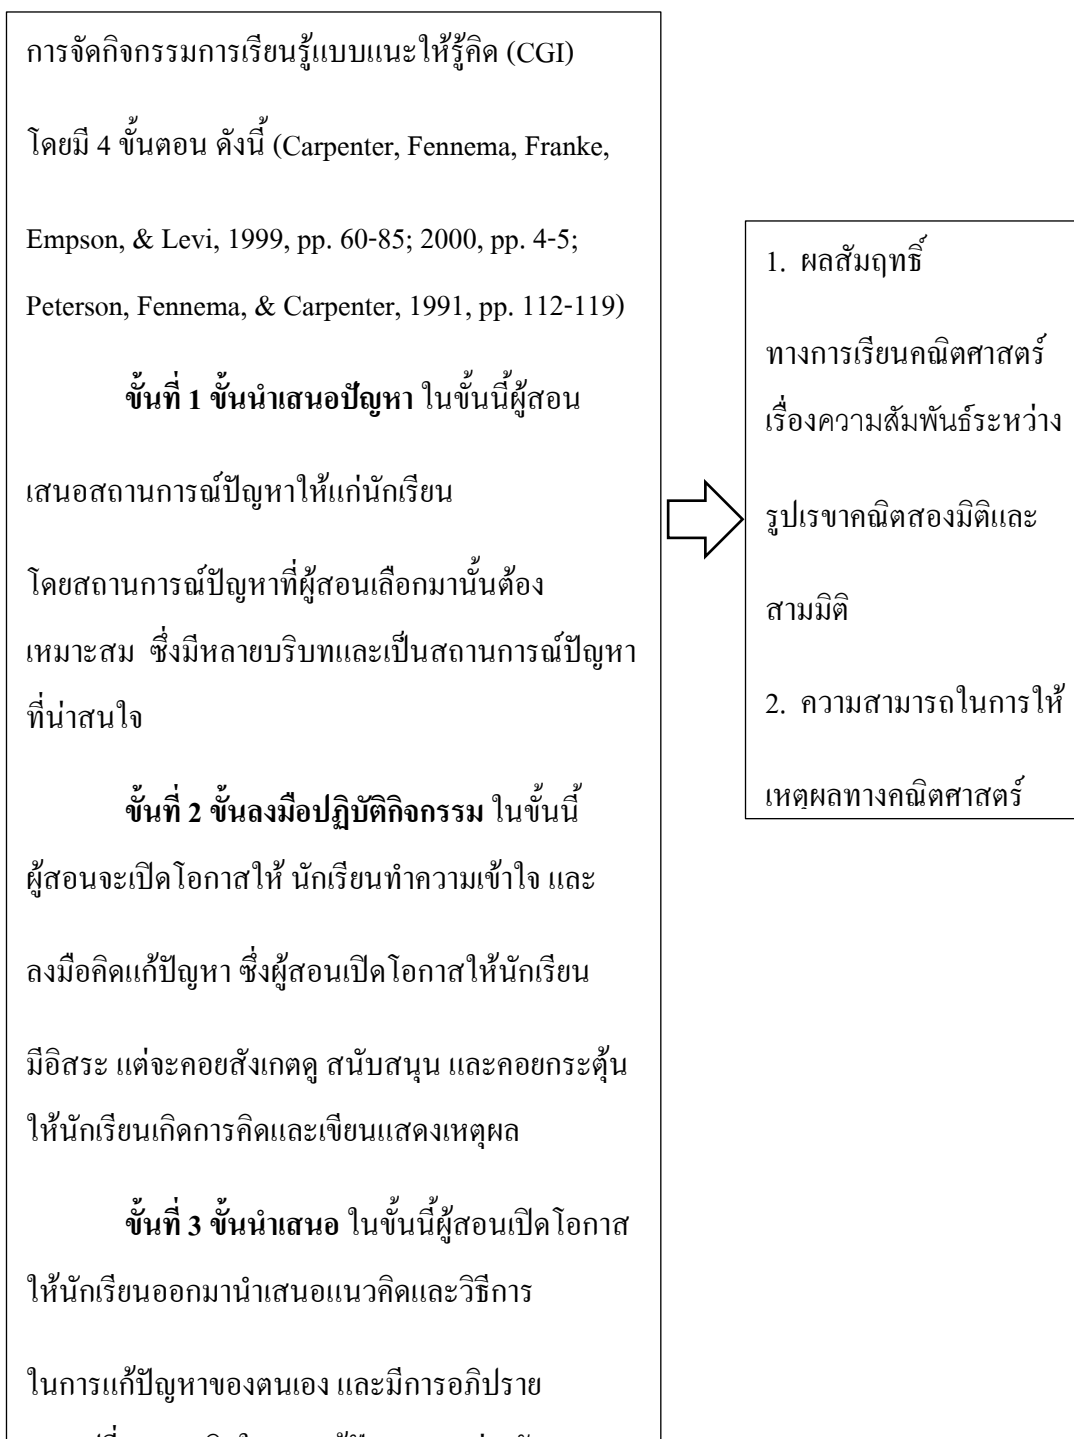 การจัดกิจกรรมการเรียนรู้แบบแนะให้รู้คิด (CGI)
โดยมี 4 ขั้นตอน ดังนี้ (Carpenter, Fennema, Franke,
Empson, & Levi, 1999, pp. 60-85; 2000, pp. 4-5;
Peterson, Fennema, & Carpenter, 1991, pp. 112-119)
ขั้นที่ 1 ขั้นนำเสนอปัญหา ในขั้นนี้ผู้สอน
เสนอสถานการณ์ปัญหาให้แก่นักเรียน
โดยสถานการณ์ปัญหาที่ผู้สอนเลือกมานั้นต้อง
เหมาะสม ซึ่งมีหลายบริบทและเป็นสถานการณ์ปัญหา
ที่น่าสนใจ
ขั้นที่ 2 ขั้นลงมือปฏิบัติกิจกรรม ในขั้นนี้
ผู้สอนจะเปิดโอกาสให้ นักเรียนทำความเข้าใจ และ
ลงมือคิดแก้ปัญหา ซึ่งผู้สอนเปิดโอกาสให้นักเรียน
มีอิสระ แต่จะคอยสังเกตดู สนับสนุน และคอยกระตุ้น
ให้นักเรียนเกิดการคิดและเขียนแสดงเหตุผล
ขั้นที่ 3 ขั้นนำเสนอ ในขั้นนี้ผู้สอนเปิดโอกาส
ให้นักเรียนออกมานำเสนอแนวคิดและวิธีการ
ในการแก้ปัญหาของตนเอง และมีการอภิปราย
1. ผลสัมฤทธิ์
ทางการเรียนคณิตศาสตร์
เรื่องความสัมพันธ์ระหว่าง
รูปเรขาคณิตสองมิติและ
สามมิติ
2. ความสามารถในการให้
เหตุผลทางคณิตศาสตร์